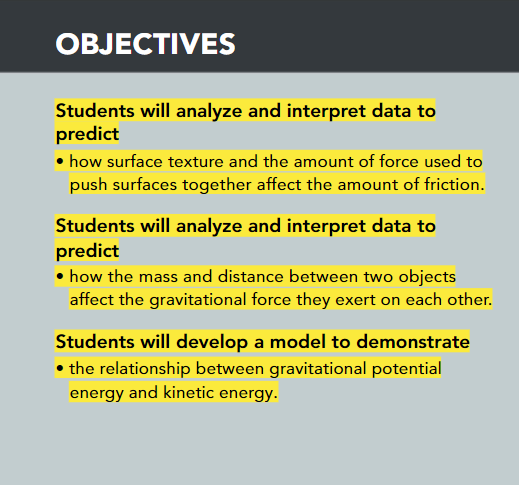 OBJECTIVES
Students will analyze and interpret data to
predict
• how surface texture and the amount of force used to
push surfaces together affect the amount of friction.
Students will analyze and interpret data to
predict
• how the mass and distance between two objects
affect the gravitational force they exert on each other.
Students will develop a model to demonstrate
• the relationship between gravitational potential
energy and kinetic energy.